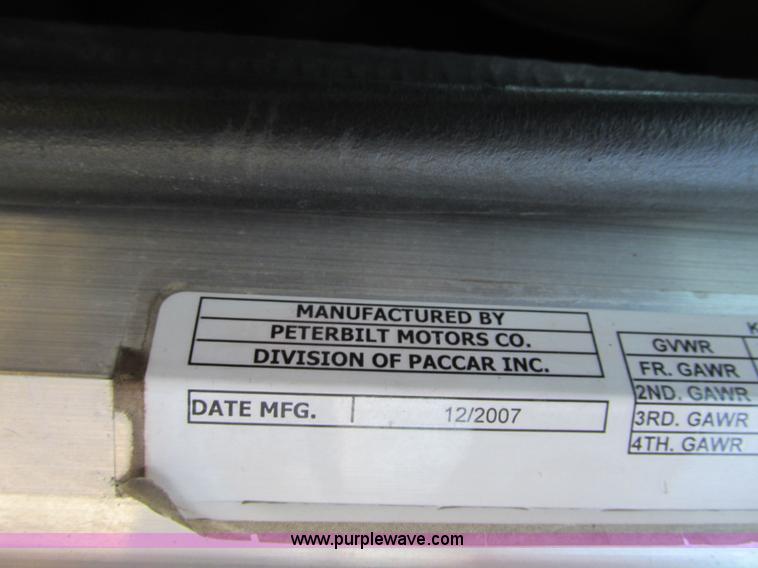 MANUFACTURED BY
PETERBILT MOTORS CO.
DIVISION OF PACCAR INC.
DATE MFG. 12/2007
K
GVWR
FR. GAWR
2ND. GAWR
3RD. GAWR
4TH. GAWR
www.purplewave.com